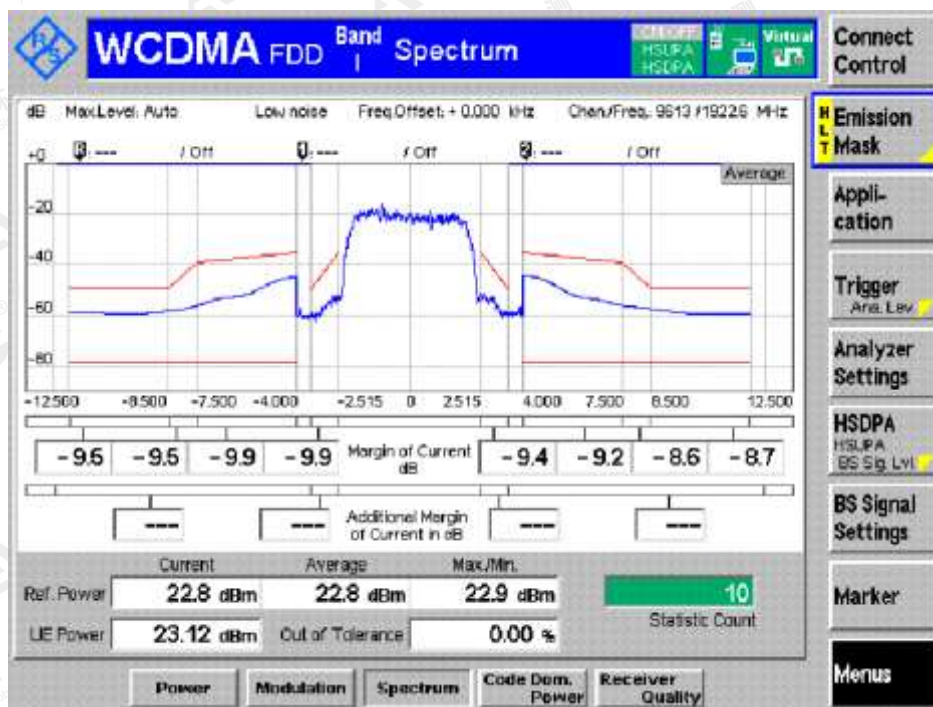 R S
WCDMA FDD Band I Spectrum
HSUPA
HSDPA
Virtual
Connect Control
dB Max.Level: Auto Low noise Freq.Offset: + 0.000 kHz Chan./Freq.: 9613 / 1922.6 MHz
HLT Emission Mask
+0 --- / Off 1: --- / Off 2: --- / Off
Average
-20
-40
-60
-80
Appli-
cation
Trigger
Ana. Lev.
Analyzer
Settings
-12.500 -8.500 -7.500 -4.000 -2.515 0 2.515 4.000 7.500 8.500 12.500
HSDPA
HSUPA
BS Sig. Lvl.
-9.6 -9.5 -9.9 -9.9 Margin of Current dB -9.4 -9.2 -8.6 -8.7
--- --- Additional Margin of Current in dB --- ---
BS Signal
Settings
Current Average Max./Min.
Ref. Power 22.8 dBm 22.8 dBm 22.9 dBm 10
Statistic Count
UE Power 23.12 dBm Out of Tolerance 0.00 %
Marker
Menus
Power Modulation Spectrum Code Dom. Power Receiver Quality